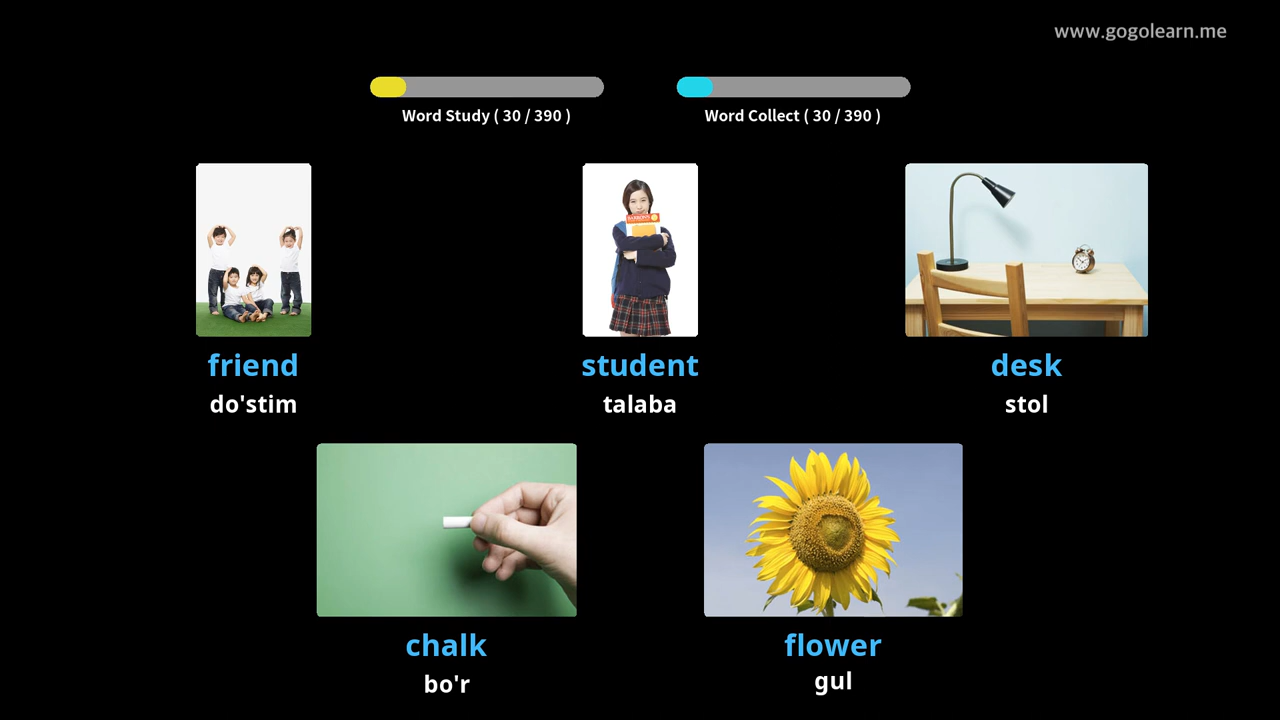 www.gogolearn.me
Word Study ( 30 / 390 )
Word Collect ( 30 / 390 )
BARRON'S
friend
do'stim
student
talaba
desk
stol
chalk
bo'r
flower
gul